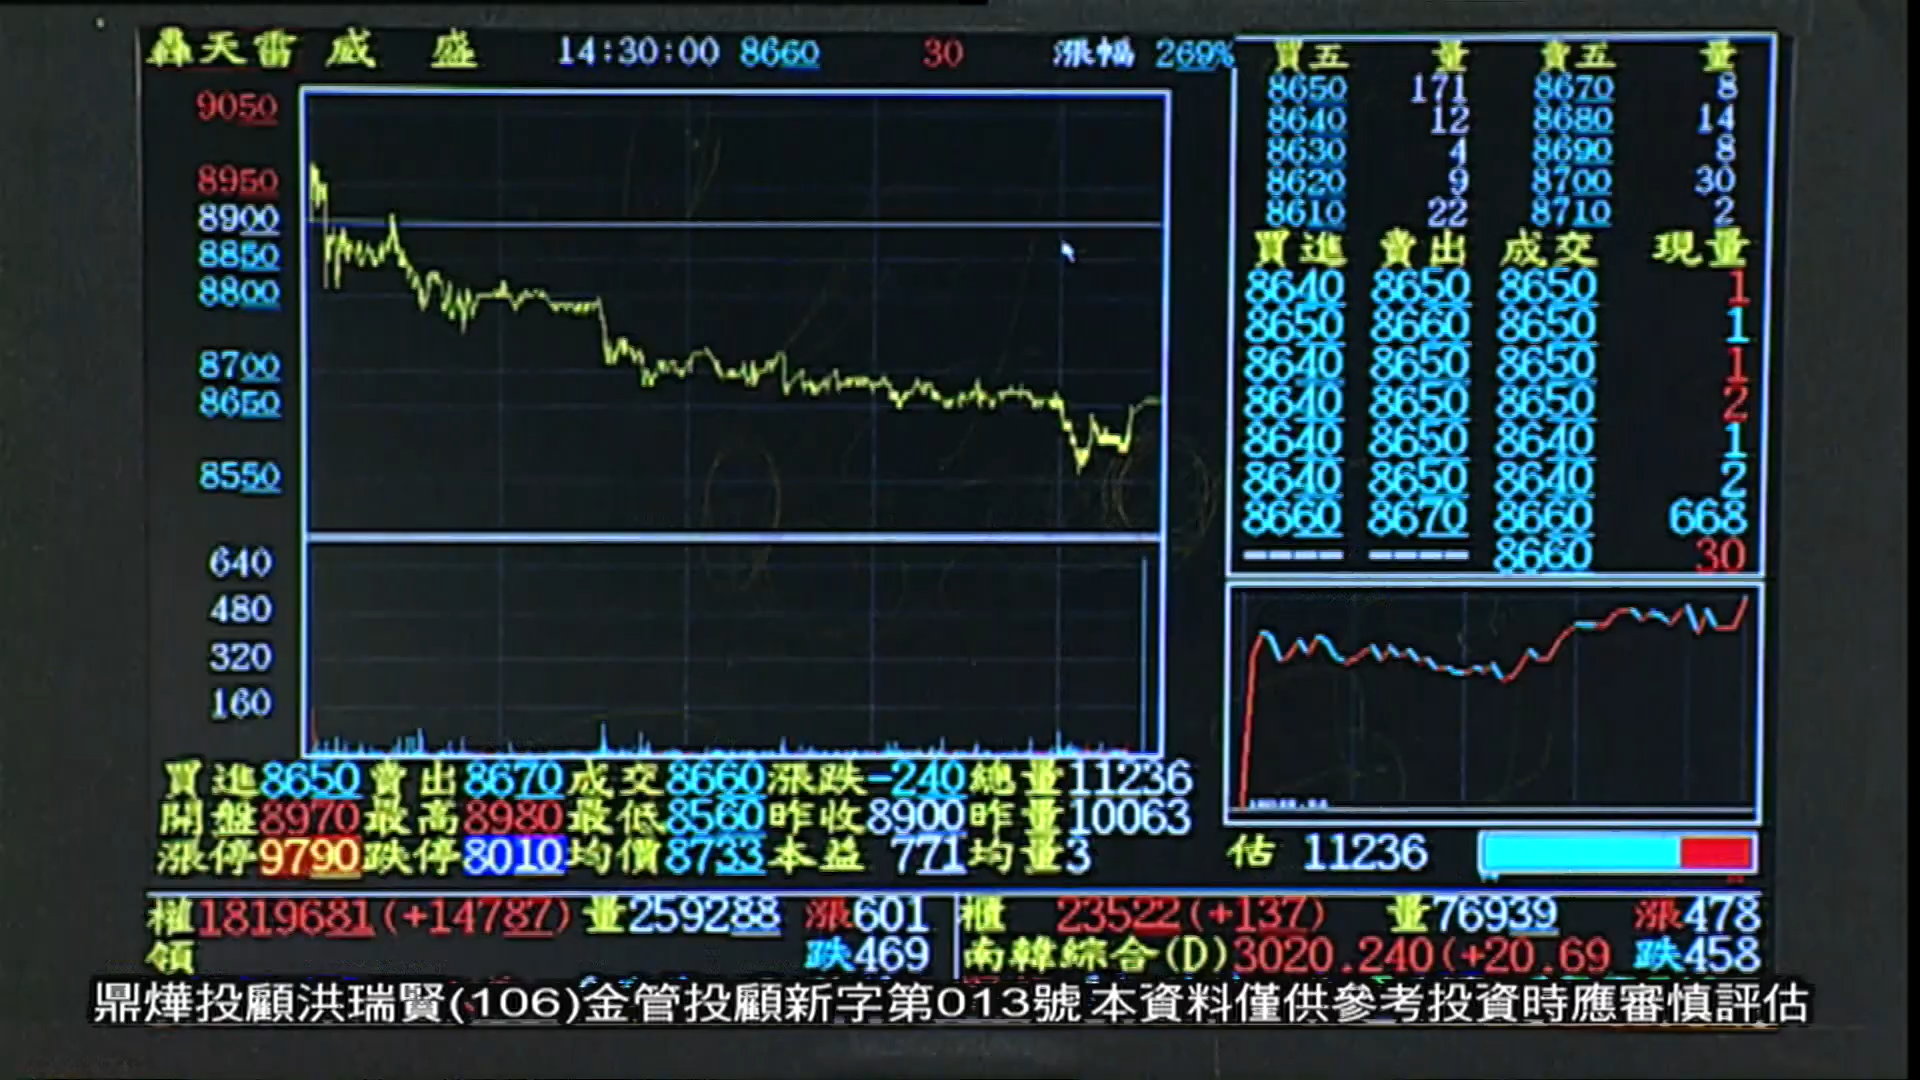 轟天雷 威 盛 14:30:00 8660 30 漲幅 269%
9050
8950
8900
8850
8800
8700
8650
8550
640
480
320
160
買五 量 賣五 量
8650 171 8670 8
8640 12 8680 14
8630 4 8690 8
8620 9 8700 30
8610 22 8710 2
買進 賣出 成交 現量
8640 8650 8650 1
8650 8660 8650 1
8640 8650 8650 1
8640 8650 8650 2
8640 8650 8640 1
8640 8650 8640 2
8660 8670 8660 668
---- ---- 8660 30
買進8650賣出8670成交8660漲跌-240總量11236
開盤8970最高8980最低8560昨收8900昨量10063
漲停9790跌停8010均價8733本益 771均量3
估 11236
權1819681(+14787) 量259288 漲601
領 跌469
櫃 23522(+137) 量76939 漲478
南韓綜合(D)3020.240(+20.69 跌458
鼎燁投顧洪瑞賢(106)金管投顧新字第013號 本資料僅供參考投資時應審慎評估